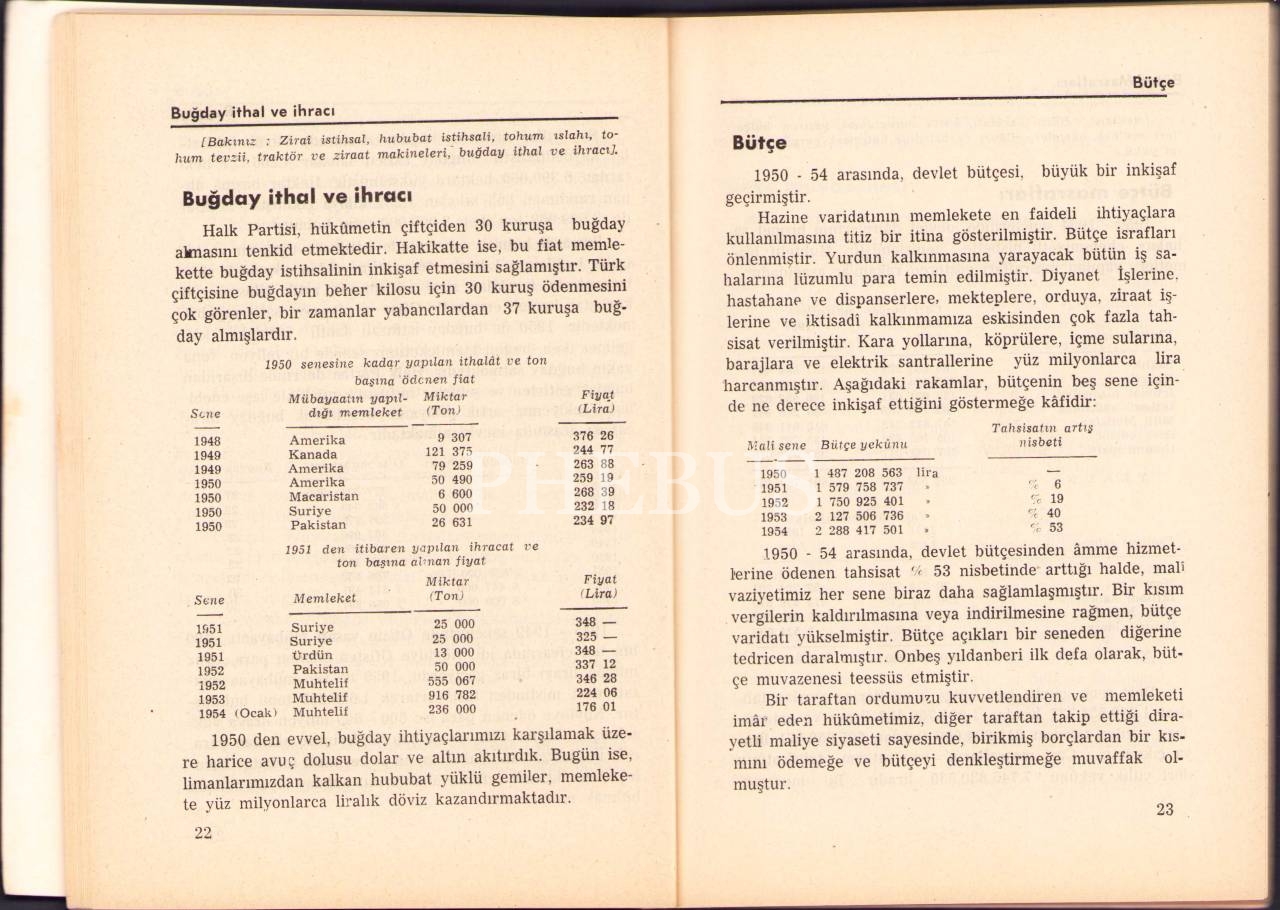 Buğday ithal ve ihracı
[Bakınız : Ziraî istihsal, hububat istihsali, tohum ıslahı, to-
hum tevzii, traktör ve ziraat makineleri, buğday ithal ve ihracı].
Buğday ithal ve ihracı
Halk Partisi, hükûmetin çiftçiden 30 kuruşa buğday
almasını tenkid etmektedir. Hakikatte ise, bu fiat memle-
kette buğday istihsalinin inkişaf etmesini sağlamıştır. Türk
çiftçisine buğdayın beher kilosu için 30 kuruş ödenmesini
çok görenler, bir zamanlar yabancılardan 37 kuruşa buğ-
day almışlardır.
1950 senesine kadar yapılan ithalât ve ton
başına ödenen fiat
Sene Mübayaatın yapıl- dığı memleket Miktar (Ton) Fiyat (Lira)
1948 Amerika 9 307 376 26
1949 Kanada 121 375 244 77
1949 Amerika 79 259 263 88
1950 Amerika 50 490 259 19
1950 Macaristan 6 600 268 39
1950 Suriye 50 000 232 18
1950 Pakistan 26 631 234 97
1951 den itibaren yapılan ihracat ve
ton başına alınan fiyat
Sene Memleket Miktar (Ton) Fiyat (Lira)
1951 Suriye 25 000 348 —
1951 Suriye 25 000 325 —
1951 Ürdün 13 000 348 —
1952 Pakistan 50 000 337 12
1952 Muhtelif 555 067 346 28
1953 Muhtelif 916 782 224 06
1954 (Ocak) Muhtelif 236 000 176 01
1950 den evvel, buğday ihtiyaçlarımızı karşılamak üze-
re harice avuç dolusu dolar ve altın akıtırdık. Bugün ise,
limanlarımızdan kalkan hububat yüklü gemiler, memleke-
te yüz milyonlarca liralık döviz kazandırmaktadır.
22
Bütçe
Bütçe
1950 - 54 arasında, devlet bütçesi, büyük bir inkişaf
geçirmiştir.
Hazine varidatının memlekete en faideli ihtiyaçlara
kullanılmasına titiz bir itina gösterilmiştir. Bütçe israfları
önlenmiştir. Yurdun kalkınmasına yarayacak bütün iş sa-
halarına lüzumlu para temin edilmiştir. Diyanet İşlerine,
hastahane ve dispanserlere, mekteplere, orduya, ziraat iş-
lerine ve iktisadî kalkınmamıza eskisinden çok fazla tah-
sisat verilmiştir. Kara yollarına, köprülere, içme sularına,
barajlara ve elektrik santrallerine yüz milyonlarca lira
harcanmıştır. Aşağıdaki rakamlar, bütçenin beş sene için-
de ne derece inkişaf ettiğini göstermeğe kâfidir:
Malî sene Bütçe yekûnu Tahsisatın artış nisbeti
1950 1 487 208 563 lira —
1951 1 579 758 737 » % 6
1952 1 750 925 401 » % 19
1953 2 127 506 736 » % 40
1954 2 288 417 501 » % 53
1950 - 54 arasında, devlet bütçesinden âmme hizmet-
lerine ödenen tahsisat % 53 nisbetinde arttığı halde, malî
vaziyetimiz her sene biraz daha sağlamlaşmıştır. Bir kısım
vergilerin kaldırılmasına veya indirilmesine rağmen, bütçe
varidatı yükselmiştir. Bütçe açıkları bir seneden diğerine
tedricen daralmıştır. Onbeş yıldanberi ilk defa olarak, büt-
çe muvazenesi teessüs etmiştir.
Bir taraftan ordumuzu kuvvetlendiren ve memleketi
imâr eden hükûmetimiz, diğer taraftan takip ettiği dira-
yetli maliye siyaseti sayesinde, birikmiş borçlardan bir kıs-
mını ödemeğe ve bütçeyi denkleştirmeğe muvaffak ol-
muştur.
23
PHEBUS